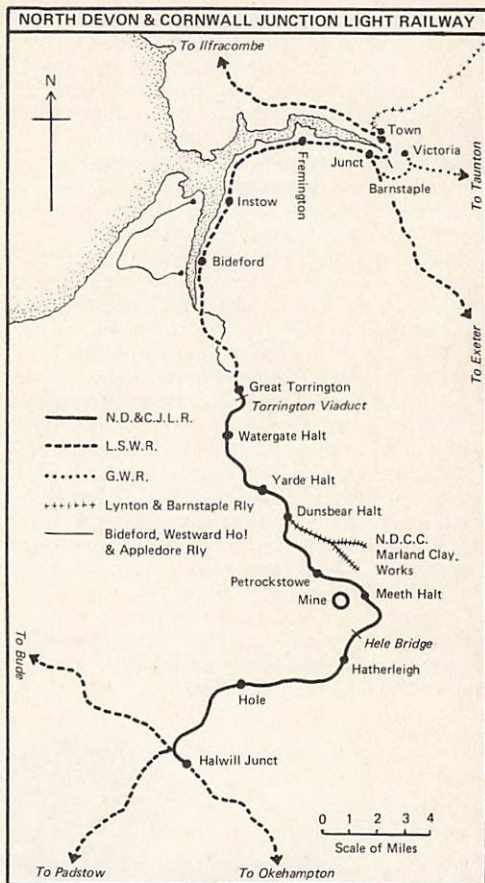 NORTH DEVON & CORNWALL JUNCTION LIGHT RAILWAY
To Ilfracombe
N
Town
Victoria
Junct
Barnstaple
Fremington
To Taunton
Instow
Bideford
To Exeter
Great Torrington
Torrington Viaduct
N.D.&C.J.L.R.
Watergate Halt
L.S.W.R.
Yarde Halt
G.W.R.
Dunsbear Halt
Lynton & Barnstaple Rly
N.D.C.C.
Marland Clay.
Works
Bideford, Westward Ho!
& Appledore Rly
Petrockstowe
Mine
Meeth Halt
Hele Bridge
To Bude
Hatherleigh
Hole
Halwill Junct
0 1 2 3 4
Scale of Miles
To Padstow
To Okehampton